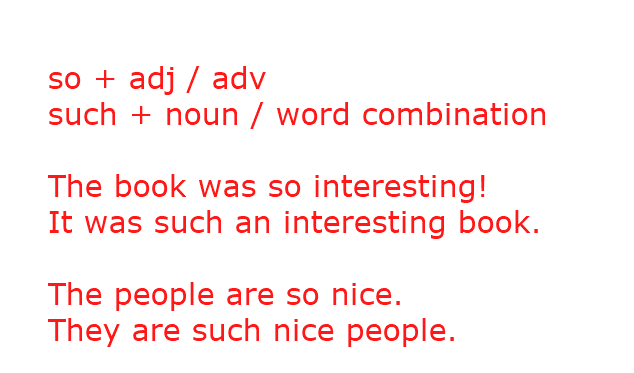 so + adj / adv
such + noun / word combination
The book was so interesting!
It was such an interesting book.
The people are so nice.
They are such nice people.